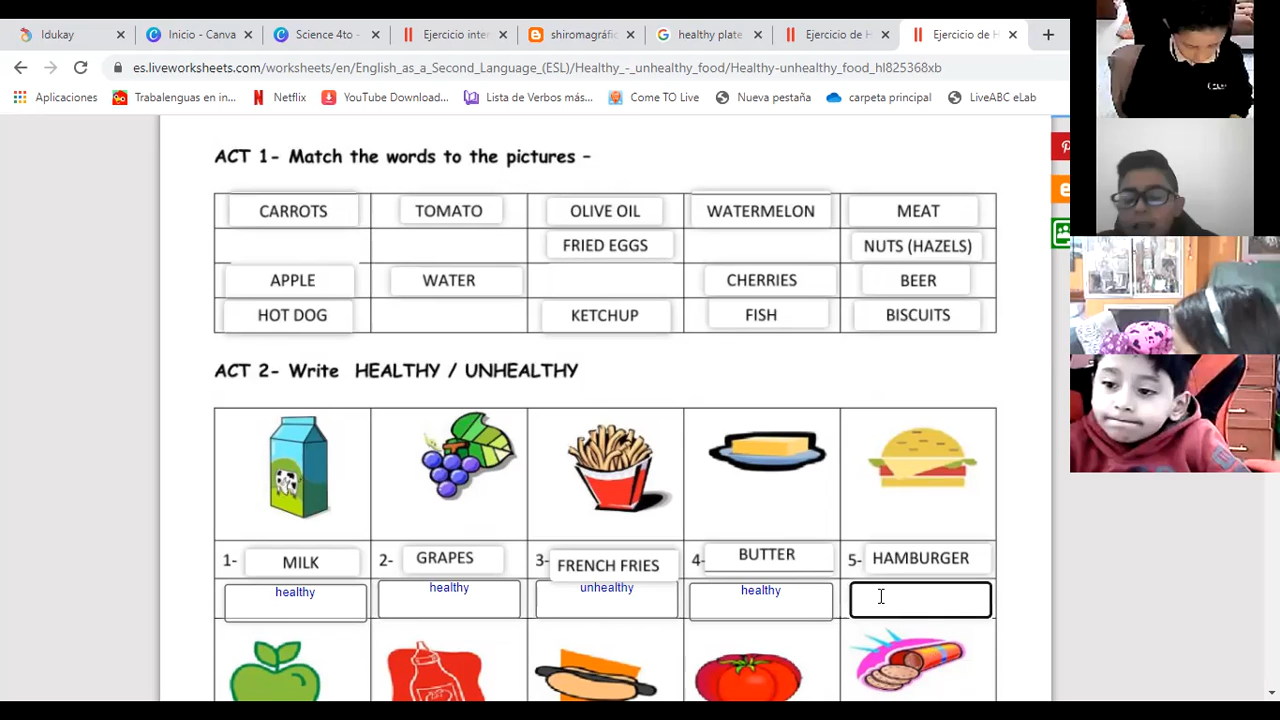 Idukay
Inicio - Canva
Science 4to -
Ejercicio inte
shiromagráfic
healthy plate
Ejercicio de H
Ejercicio de H
es.liveworksheets.com/worksheets/en/English_as_a_Second_Language_(ESL)/Healthy_-_unhealthy_food/Healthy-unhealthy_food_hl825368xb
Aplicaciones
Trabalenguas en in...
Netflix
YouTube Download...
Lista de Verbos más...
Come TO Live
Nueva pestaña
carpeta principal
LiveABC eLab
ACT 1- Match the words to the pictures –
CARROTS TOMATO OLIVE OIL WATERMELON MEAT
FRIED EGGS NUTS (HAZELS)
APPLE WATER CHERRIES BEER
HOT DOG KETCHUP FISH BISCUITS
ACT 2- Write HEALTHY / UNHEALTHY
1- MILK 2- GRAPES 3- FRENCH FRIES 4- BUTTER 5- HAMBURGER
healthy healthy unhealthy healthy